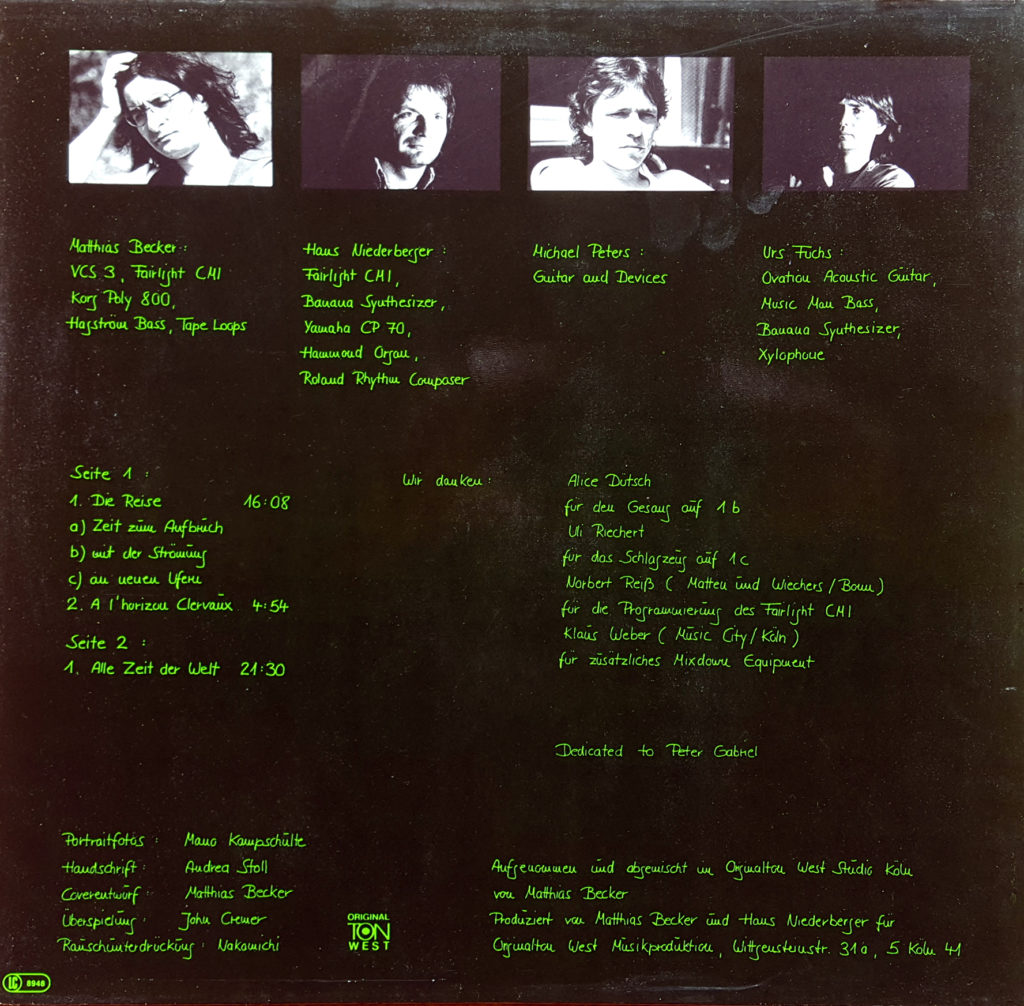 Matthias Becker:
VCS 3, Fairlight CMI
Korg Poly 800,
Hagström Bass, Tape Loops
Hans Niederberger :
Fairlight CMI,
Banana Synthesizer,
Yamaha CP 70,
Hammond Organ,
Roland Rhythm Composer
Michael Peters :
Guitar and Devices
Urs Fuchs :
Ovation Acoustic Guitar,
Music Man Bass,
Banana Synthesizer,
Xylophone
Seite 1 :
1. Die Reise 16:08
a) Zeit zum Aufbruch
b) mit der Strömung
c) an neuen Ufern
2. A l'horizon Clervaux 4:54
Seite 2 :
1. Alle Zeit der Welt 21:30
Wir danken :
Alice Dütsch
für den Gesang auf 1 b
Uli Riechert
für das Schlagzeug auf 1 c
Norbert Reiß ( Matten und Wiechers / Bonn )
für die Programmierung des Fairlight CMI
Klaus Weber ( Music City / Köln )
für zusätzliches Mixdown Equipment
Dedicated to Peter Gabriel
Portraitfotos : Mano Kampschulte
Handschrift : Andrea Stoll
Coverentwurf : Matthias Becker
Überspielung : John Cremer
Rauschunterdrückung : Nakamichi
ORIGINAL
TON
WEST
Aufgenommen und abgemischt im Originalton West Studio Köln
von Matthias Becker
Produziert von Matthias Becker und Hans Niederberger für
Originalton West Musikproduktion, Wittgensteinstr. 31a, 5 Köln 41
LC 8948